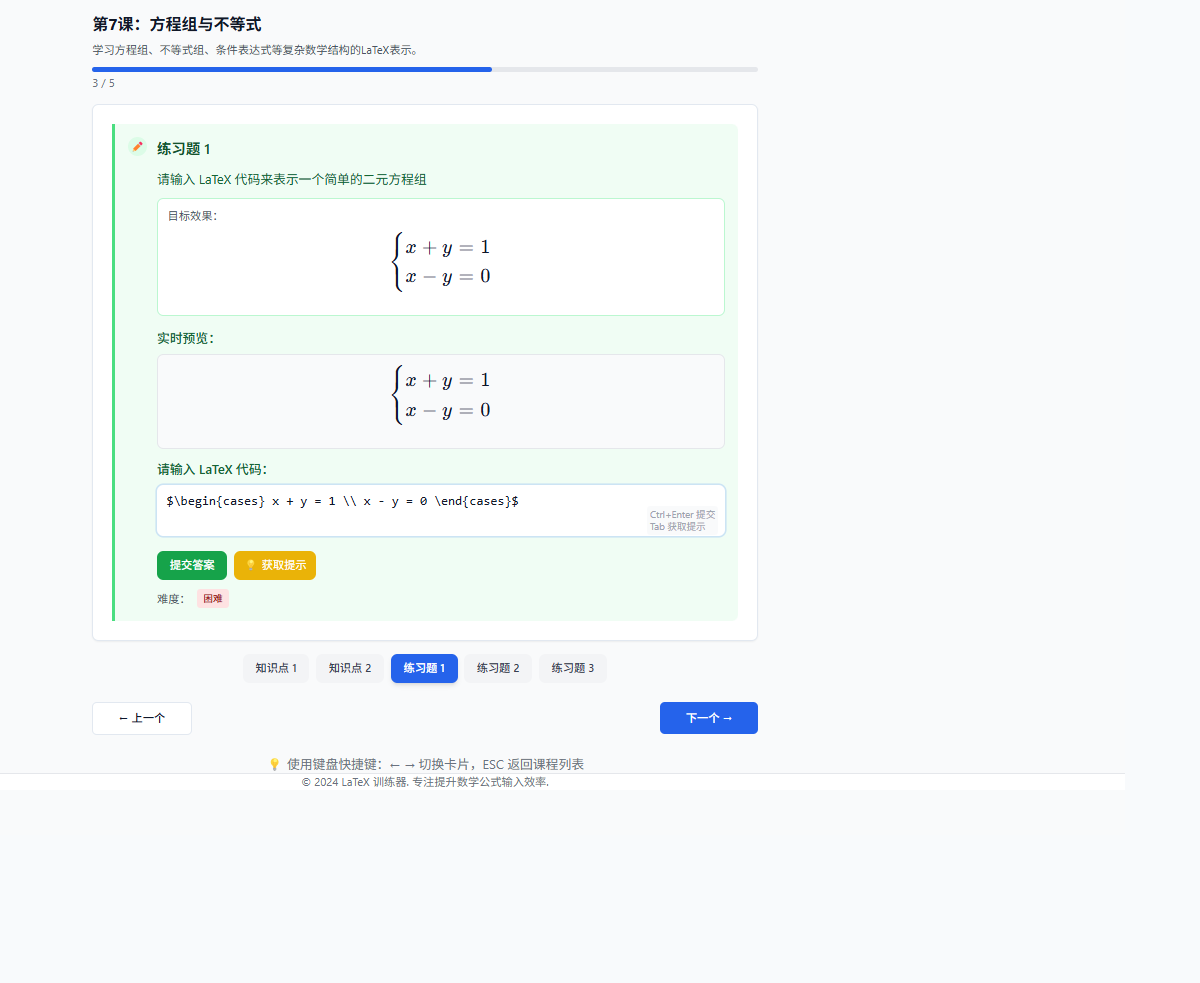 第7课：方程组与不等式
学习方程组、不等式组、条件表达式等复杂数学结构的LaTeX表示。
3 / 5
练习题 1
请输入 LaTeX 代码来表示一个简单的二元方程组
目标效果：
x + y = 1
x − y = 0
实时预览：
x + y = 1
x − y = 0
请输入 LaTeX 代码：
$\begin{cases} x + y = 1 \\ x - y = 0 \end{cases}$
Ctrl+Enter 提交
Tab 获取提示
提交答案 💡 获取提示
难度： 困难
知识点 1 知识点 2 练习题 1 练习题 2 练习题 3
← 上一个 下一个 →
💡 使用键盘快捷键：← → 切换卡片，ESC 返回课程列表
© 2024 LaTeX 训练器. 专注提升数学公式输入效率.